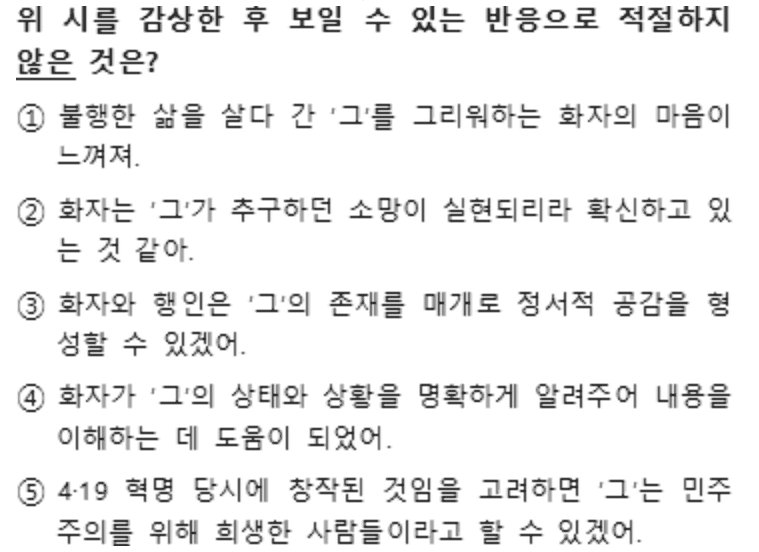 위 시를 감상한 후 보일 수 있는 반응으로 적절하지
않은 것은?
① 불행한 삶을 살다 간 '그'를 그리워하는 화자의 마음이
느껴져.
② 화자는 '그'가 추구하던 소망이 실현되리라 확신하고 있
는 것 같아.
③ 화자와 행인은 '그'의 존재를 매개로 정서적 공감을 형
성할 수 있겠어.
④ 화자가 '그'의 상태와 상황을 명확하게 알려주어 내용을
이해하는 데 도움이 되었어.
⑤ 4·19 혁명 당시에 창작된 것임을 고려하면 '그'는 민주
주의를 위해 희생한 사람들이라고 할 수 있겠어.